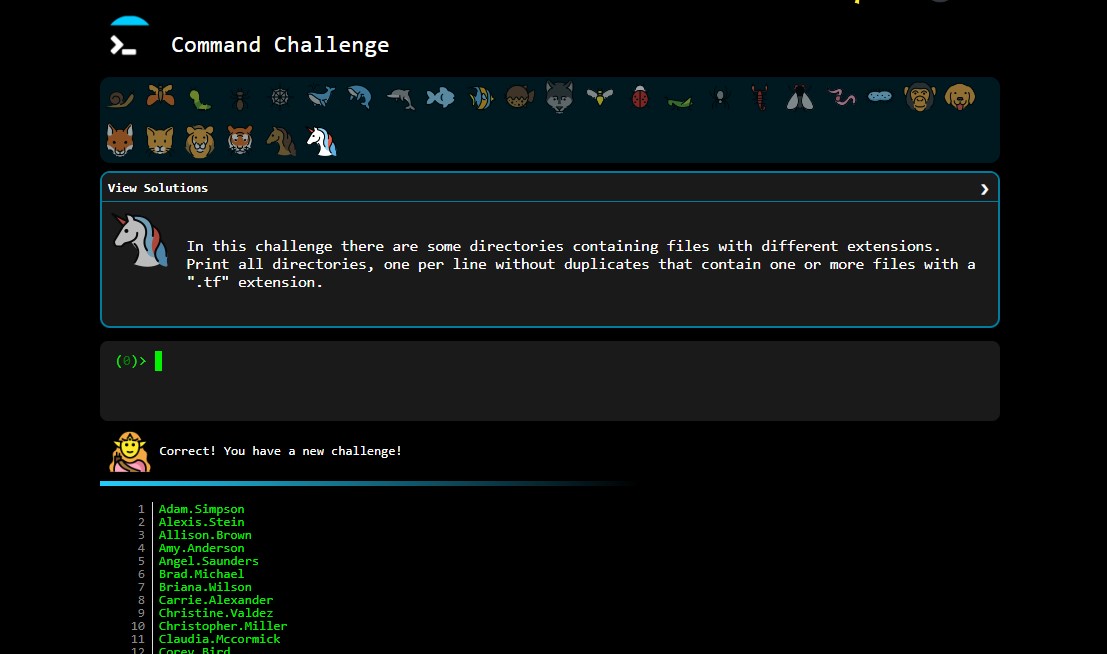 Command Challenge
View Solutions
In this challenge there are some directories containing files with different extensions.
Print all directories, one per line without duplicates that contain one or more files with a
".tf" extension.
(0)>
Correct! You have a new challenge!
1 Adam.Simpson
2 Alexis.Stein
3 Allison.Brown
4 Amy.Anderson
5 Angel.Saunders
6 Brad.Michael
7 Briana.Wilson
8 Carrie.Alexander
9 Christine.Valdez
10 Christopher.Miller
11 Claudia.Mccormick
12 Corey.Bird